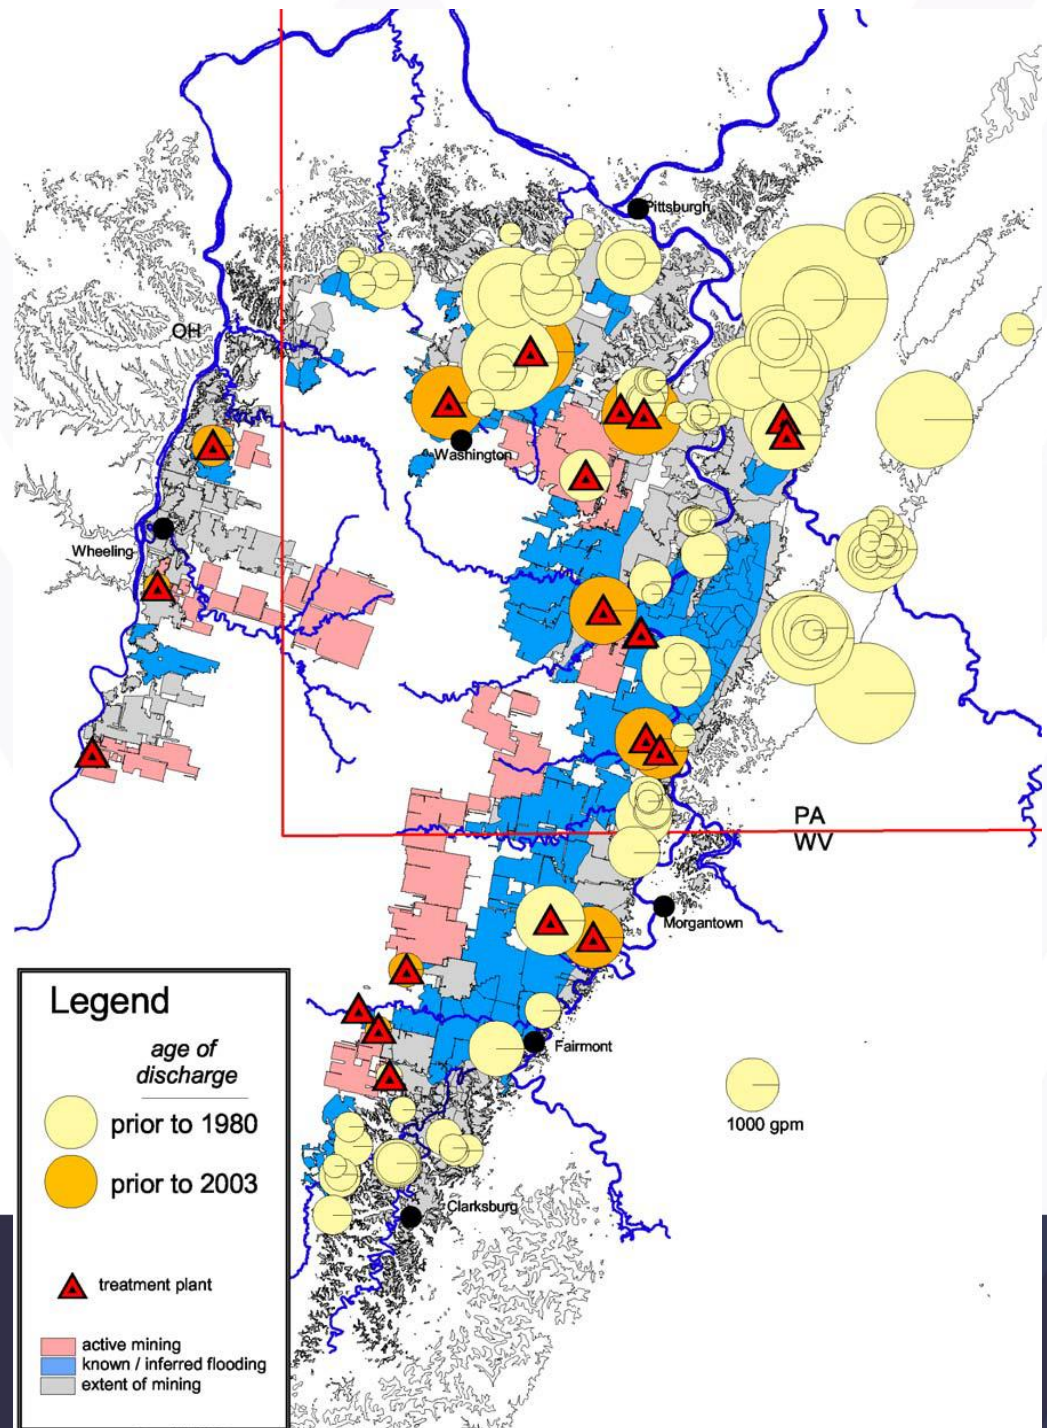 Pittsburgh
OH
Washington
Wheeling
PA
WV
Morgantown
Fairmont
1000 gpm
Clarksburg
Legend
age of
discharge
prior to 1980
prior to 2003
treatment plant
active mining
known / inferred flooding
extent of mining